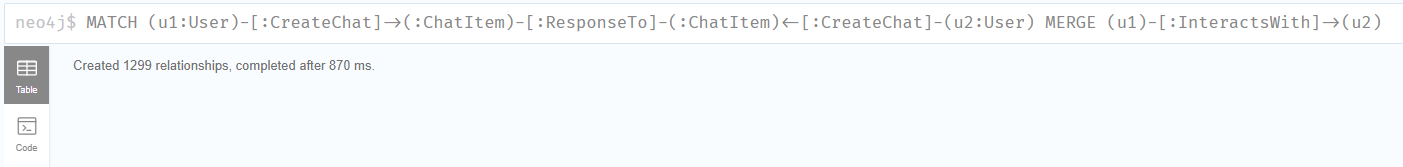 neo4j$ MATCH (u1:User)-[:CreateChat]→(:ChatItem)-[:ResponseTo]-(:ChatItem)←[:CreateChat]-(u2:User) MERGE (u1)-[:InteractsWith]→(u2)
Created 1299 relationships, completed after 870 ms.
Table
Code